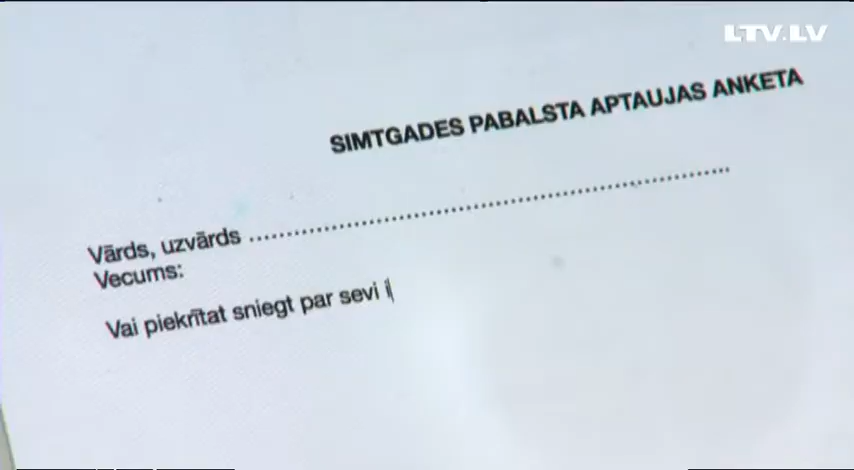 LTV.LV
SIMTGADES PABALSTA APTAUJAS ANKETA
Vārds, uzvārds ........................................................................
Vecums:
Vai piekrītat sniegt par sevi i